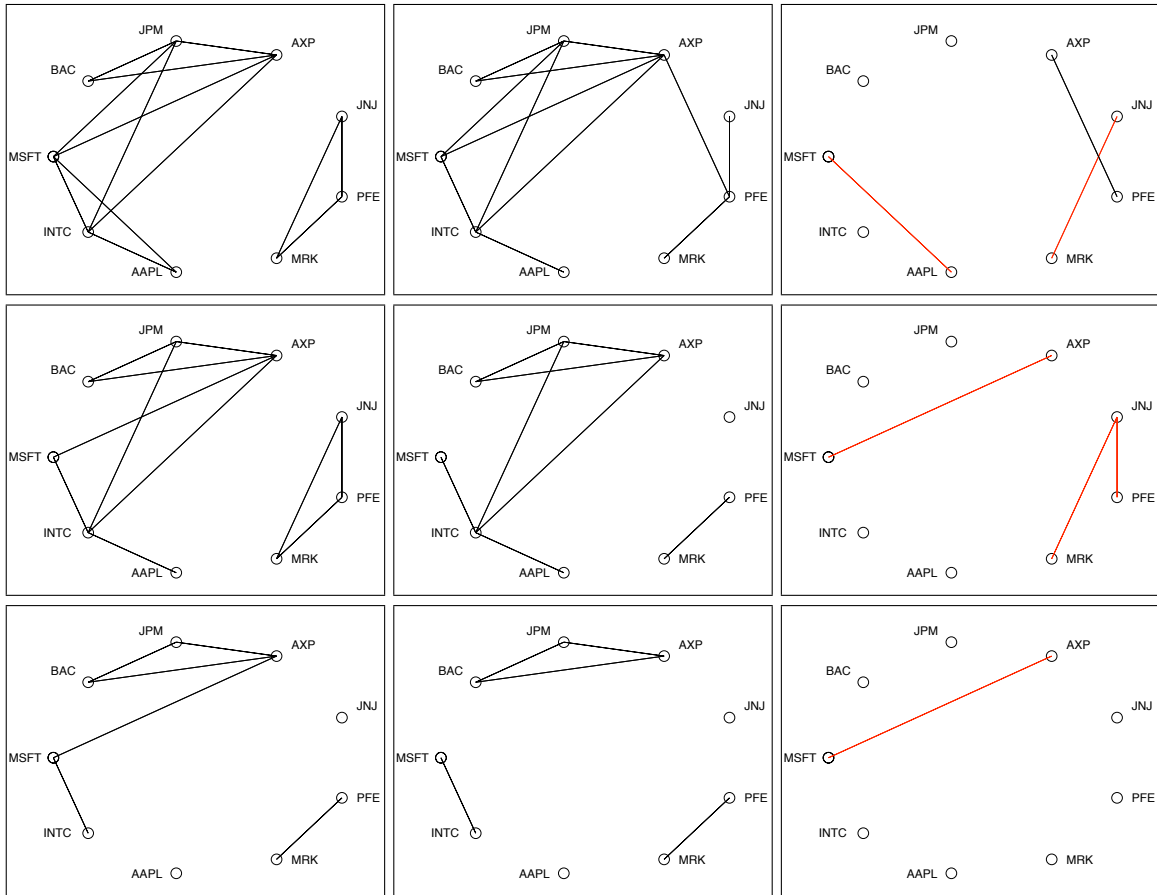 JPM
AXP
BAC
JNJ
MSFT
PFE
INTC
MRK
AAPL
JPM
AXP
BAC
JNJ
MSFT
PFE
INTC
MRK
AAPL
JPM
AXP
BAC
JNJ
MSFT
PFE
INTC
MRK
AAPL
JPM
AXP
BAC
JNJ
MSFT
PFE
INTC
MRK
AAPL
JPM
AXP
BAC
JNJ
MSFT
PFE
INTC
MRK
AAPL
JPM
AXP
BAC
JNJ
MSFT
PFE
INTC
MRK
AAPL
JPM
AXP
BAC
JNJ
MSFT
PFE
INTC
MRK
AAPL
JPM
AXP
BAC
JNJ
MSFT
PFE
INTC
MRK
AAPL
JPM
AXP
BAC
JNJ
MSFT
PFE
INTC
MRK
AAPL